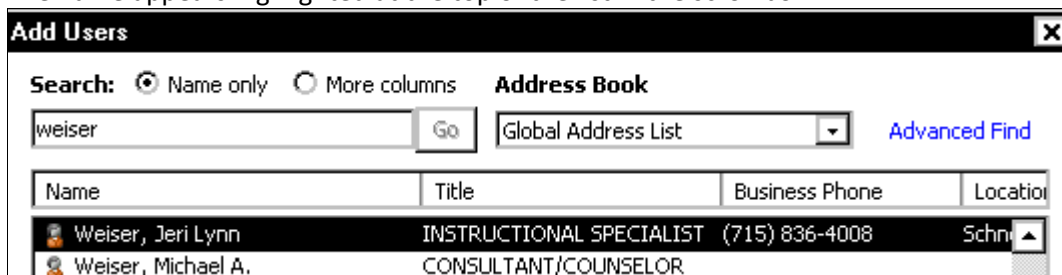 Add Users
Search: Name only More columns Address Book
weiser Go Global Address List Advanced Find
Name Title Business Phone Location
Weiser, Jeri Lynn INSTRUCTIONAL SPECIALIST (715) 836-4008
Weiser, Michael A. CONSULTANT/COUNSELOR